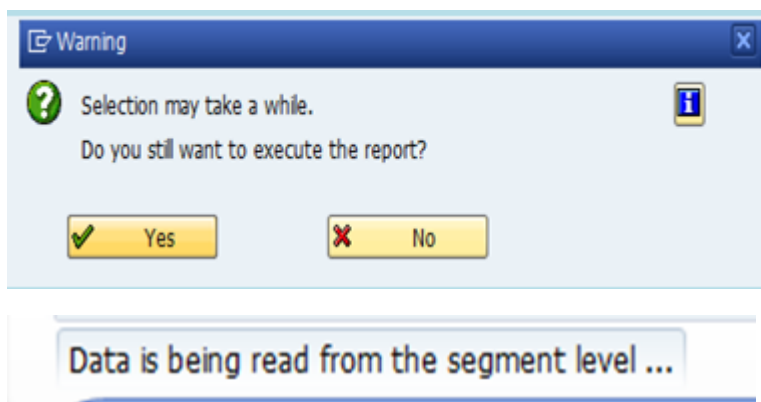 Warning
Selection may take a while.
Do you still want to execute the report?
Yes
No
Data is being read from the segment level ...